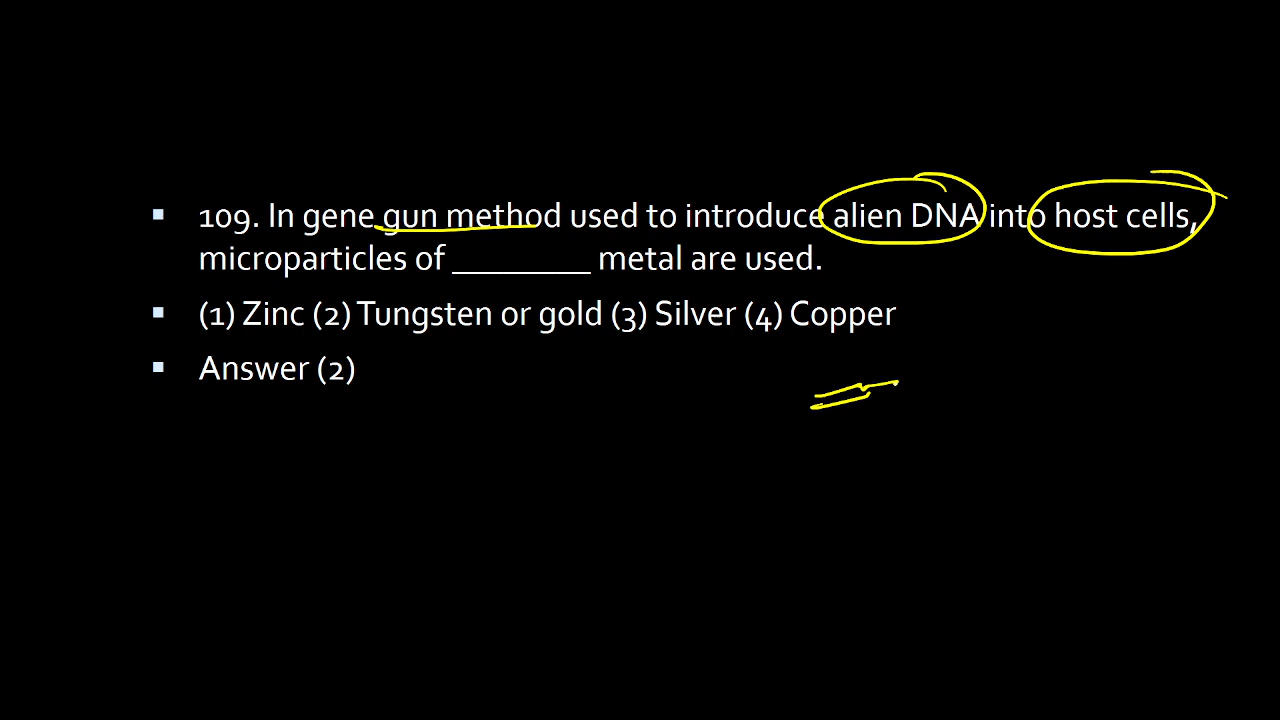 109. In gene gun method used to introduce alien DNA into host cells,
microparticles of _________ metal are used.
(1) Zinc (2) Tungsten or gold (3) Silver (4) Copper
Answer (2)